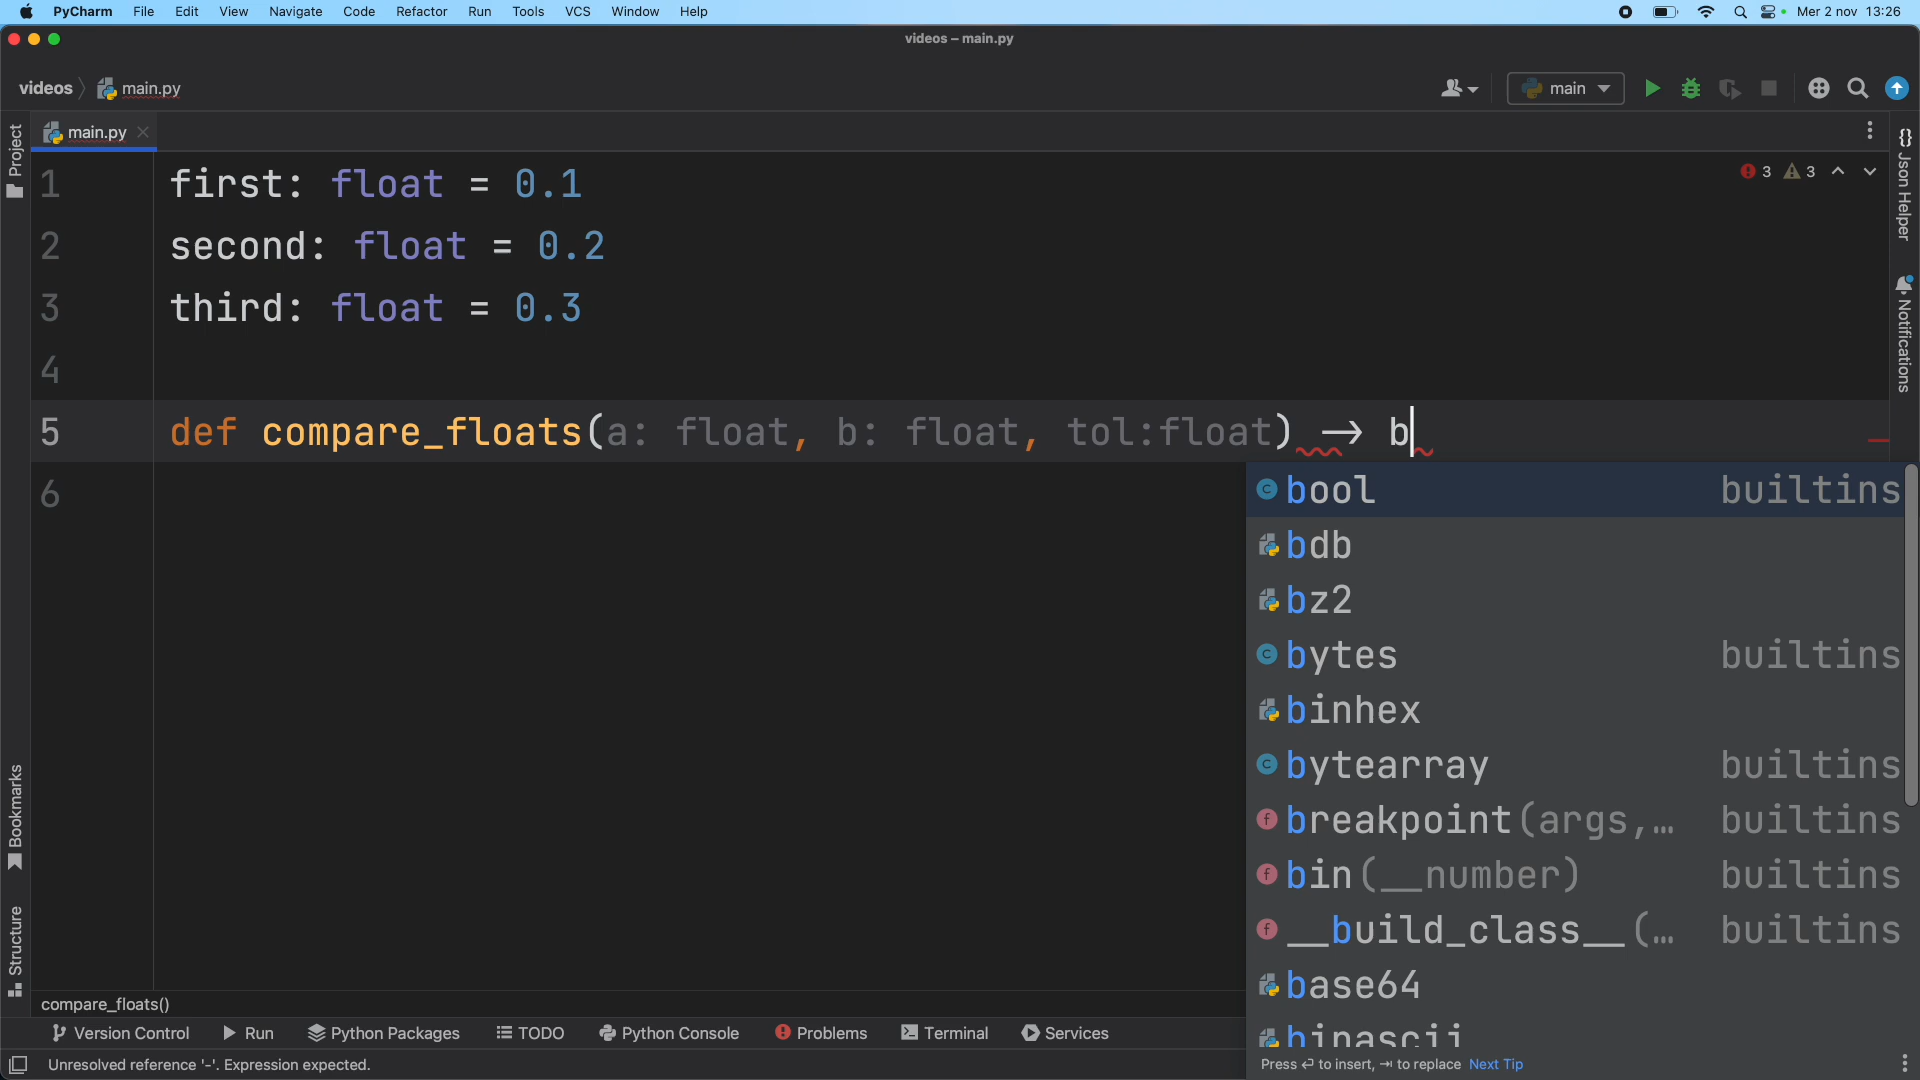 PyCharm File Edit View Navigate Code Refactor Run Tools VCS Window Help Mer 2 nov 13:26
videos – main.py
videos main.py main
main.py
Project
3 3
1 first: float = 0.1
2 second: float = 0.2
3 third: float = 0.3
4
5 def compare_floats(a: float, b: float, tol:float) -> b
6
bool builtins
bdb
bz2
bytes builtins
binhex
bytearray builtins
breakpoint(args,… builtins
bin(__number) builtins
__build_class__(… builtins
base64
binascii
Press ↩ to insert, ⇥ to replace Next Tip
{} Json Helper
Notifications
Bookmarks
Structure
compare_floats()
Version Control Run Python Packages TODO Python Console Problems Terminal Services
Unresolved reference '-'. Expression expected.